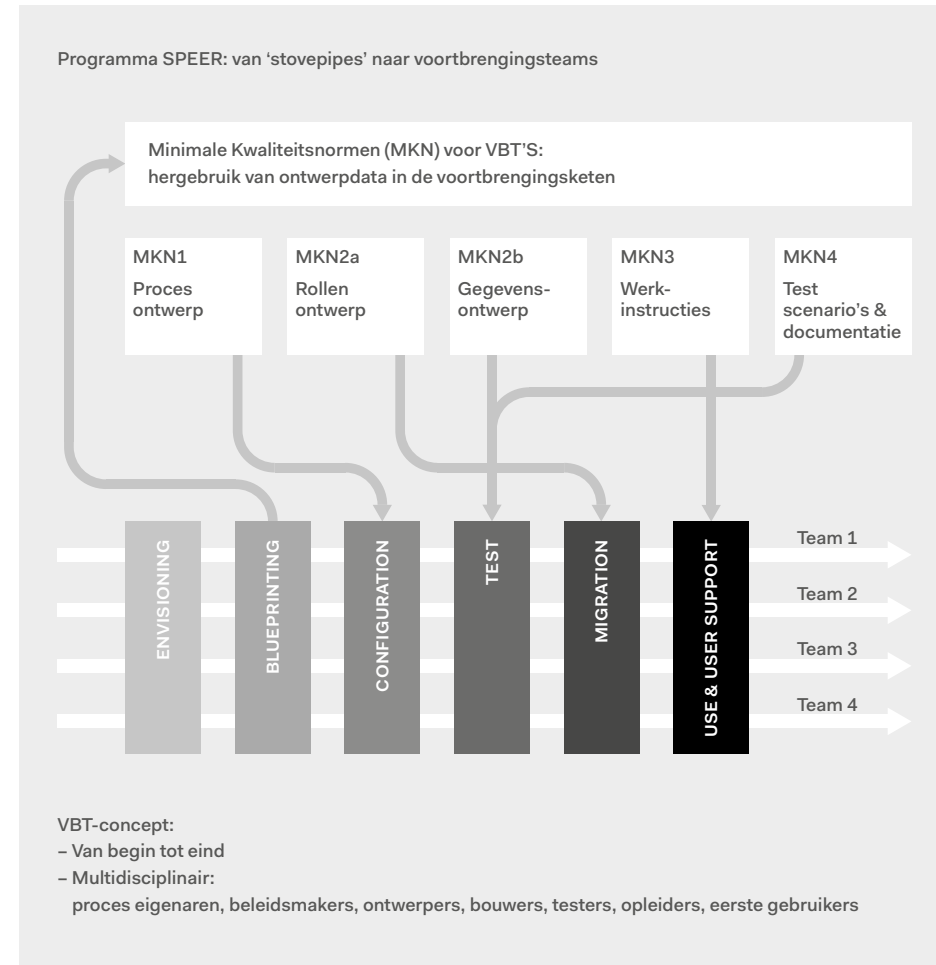 Programma SPEER: van ‘stovepipes’ naar voortbrengingsteams
Minimale Kwaliteitsnormen (MKN) voor VBT’S:
hergebruik van ontwerpdata in de voortbrengingsketen
MKN1
Proces
ontwerp
MKN2a
Rollen
ontwerp
MKN2b
Gegevens-
ontwerp
MKN3
Werk-
instructies
MKN4
Test
scenario’s &
documentatie
ENVISIONING
BLUEPRINTING
CONFIGURATION
TEST
MIGRATION
USE & USER SUPPORT
Team 1
Team 2
Team 3
Team 4
VBT-concept:
– Van begin tot eind
– Multidisciplinair:
proces eigenaren, beleidsmakers, ontwerpers, bouwers, testers, opleiders, eerste gebruikers